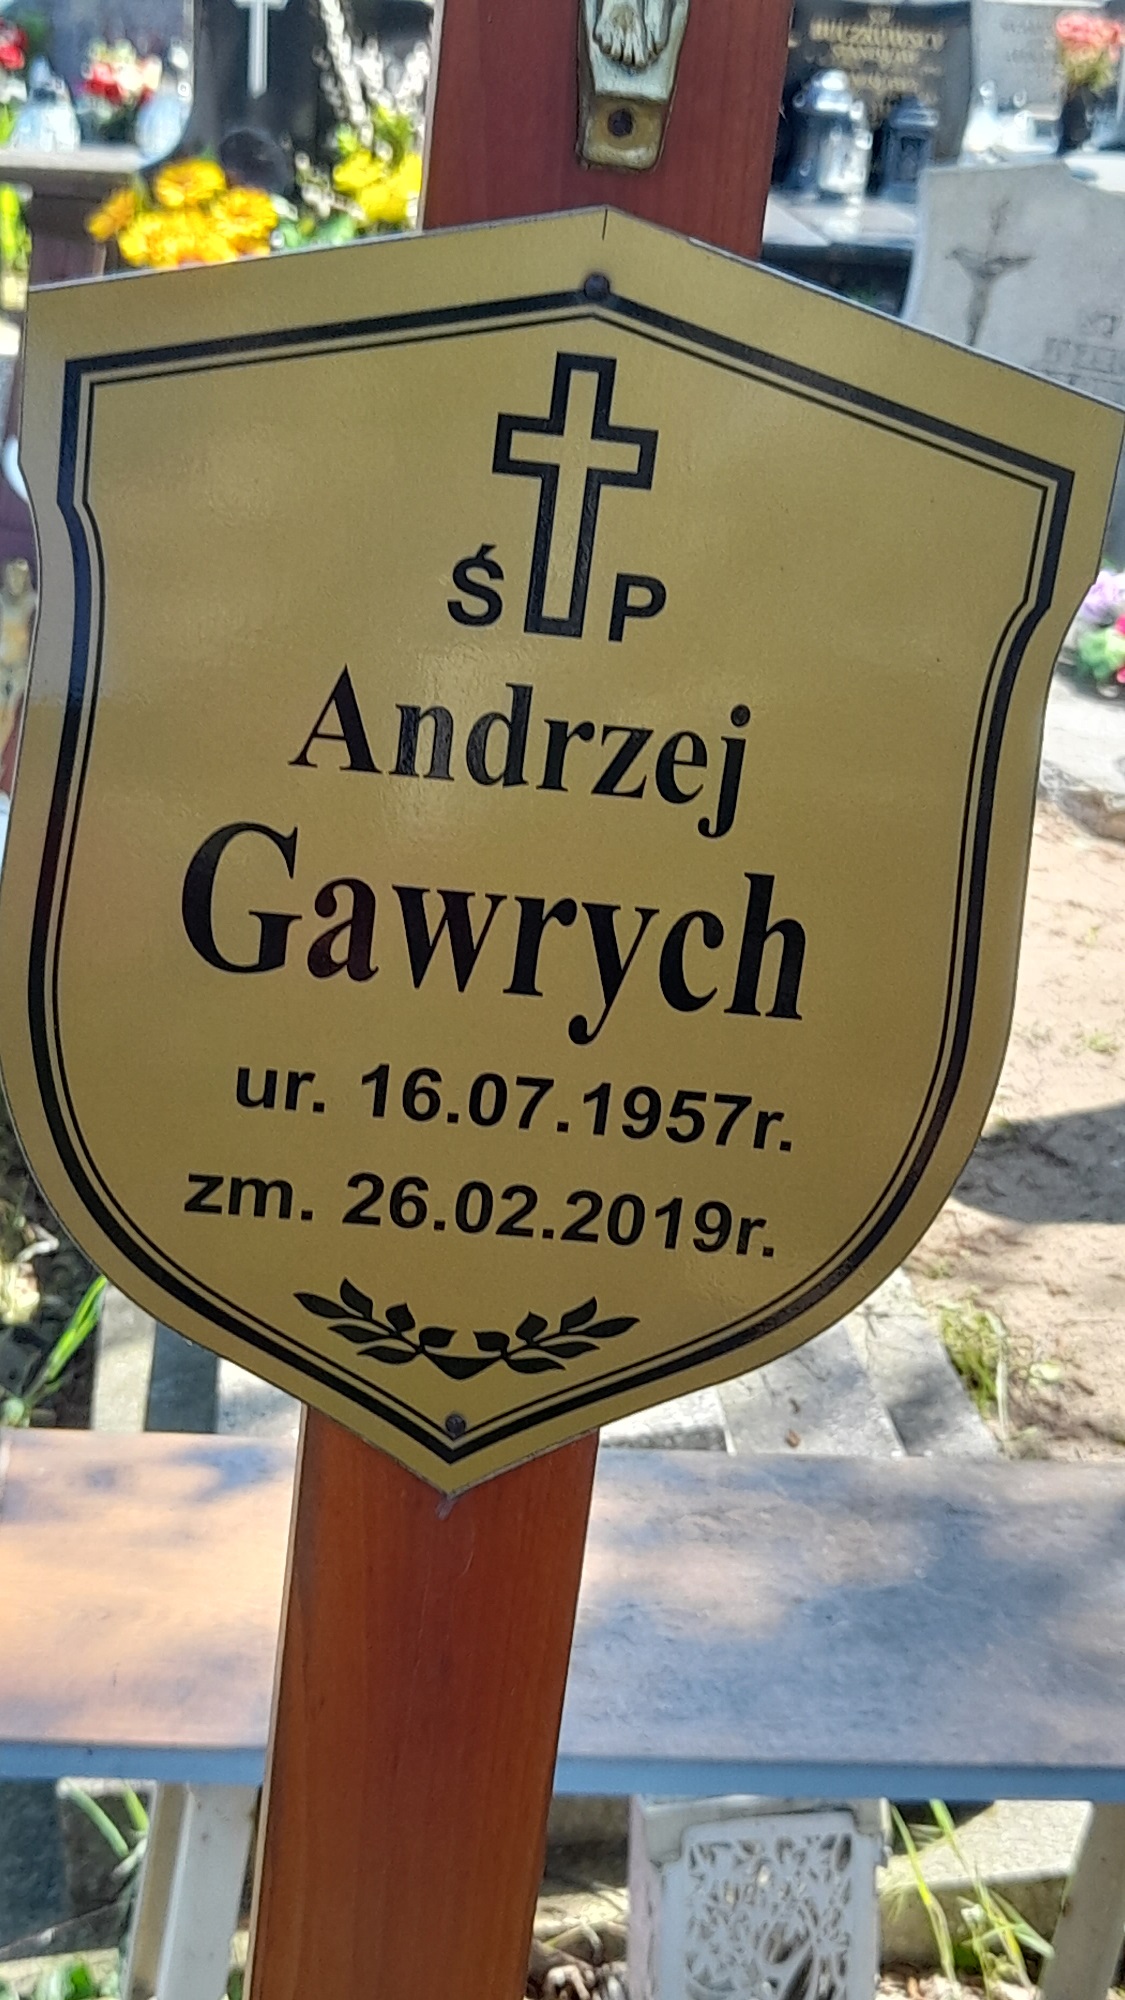 Ś P
Andrzej
Gawrych
ur. 16.07.1957r.
zm. 26.02.2019r.